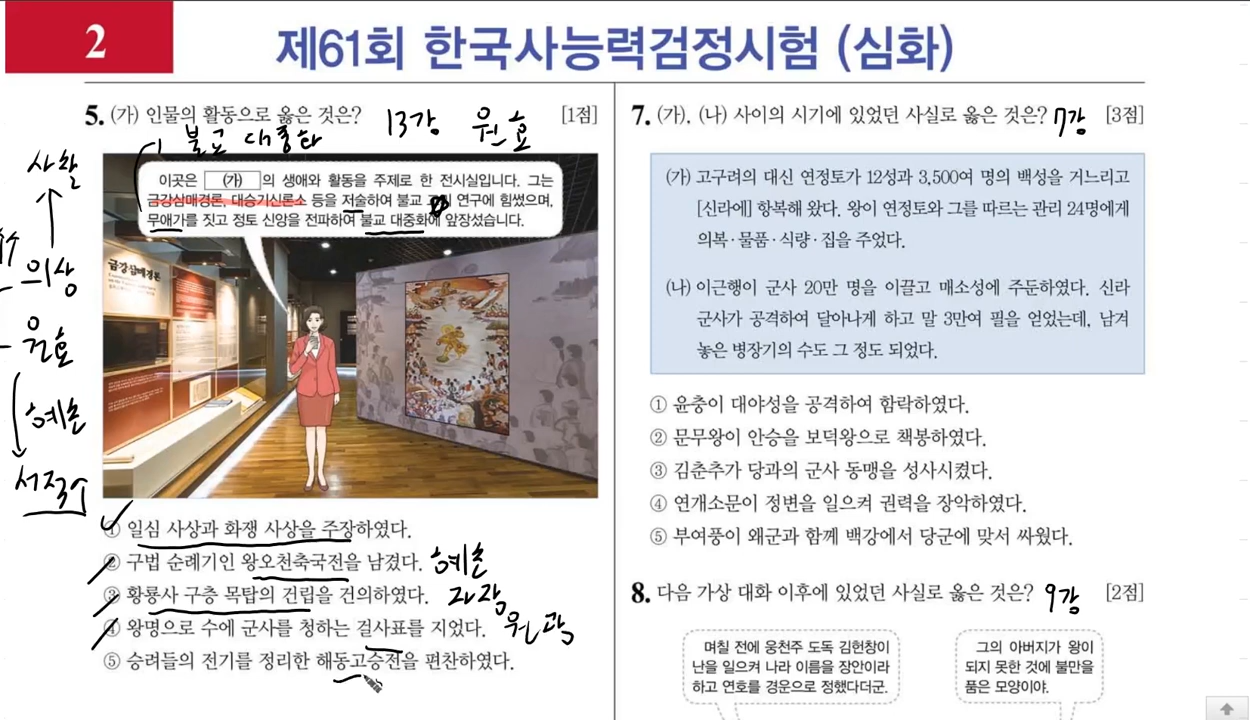 2
제61회 한국사능력검정시험 (심화)
5. (가) 인물의 활동으로 옳은 것은? [1점]
13강 원효
불교 대중화
이곳은 (가) 의 생애와 활동을 주제로 한 전시실입니다. 그는
금강삼매경론, 대승기신론소 등을 저술하여 불교 연구에 힘썼으며,
무애가를 짓고 정토 신앙을 전파하여 불교 대중화에 앞장섰습니다.
금강삼매경론
사찰
의상
원효
혜초
① 일심 사상과 화쟁 사상을 주장하였다.
② 구법 순례기인 왕오천축국전을 남겼다. 혜초
③ 황룡사 구층 목탑의 건립을 건의하였다. 자장
④ 왕명으로 수에 군사를 청하는 걸사표를 지었다. 원광
⑤ 승려들의 전기를 정리한 해동고승전을 편찬하였다.
7. (가), (나) 사이의 시기에 있었던 사실로 옳은 것은? 7강 [3점]
(가) 고구려의 대신 연정토가 12성과 3,500여 명의 백성을 거느리고
[신라에] 항복해 왔다. 왕이 연정토와 그를 따르는 관리 24명에게
의복·물품·식량·집을 주었다.
(나) 이근행이 군사 20만 명을 이끌고 매소성에 주둔하였다. 신라
군사가 공격하여 달아나게 하고 말 3만여 필을 얻었는데, 남겨
놓은 병장기의 수도 그 정도 되었다.
① 윤충이 대야성을 공격하여 함락하였다.
② 문무왕이 안승을 보덕왕으로 책봉하였다.
③ 김춘추가 당과의 군사 동맹을 성사시켰다.
④ 연개소문이 정변을 일으켜 권력을 장악하였다.
⑤ 부여풍이 왜군과 함께 백강에서 당군에 맞서 싸웠다.
8. 다음 가상 대화 이후에 있었던 사실로 옳은 것은? 9강 [2점]
며칠 전에 웅천주 도독 김헌창이
난을 일으켜 나라 이름을 장안이라
하고 연호를 경운으로 정했다더군.
그의 아버지가 왕이
되지 못한 것에 불만을
품은 모양이야.